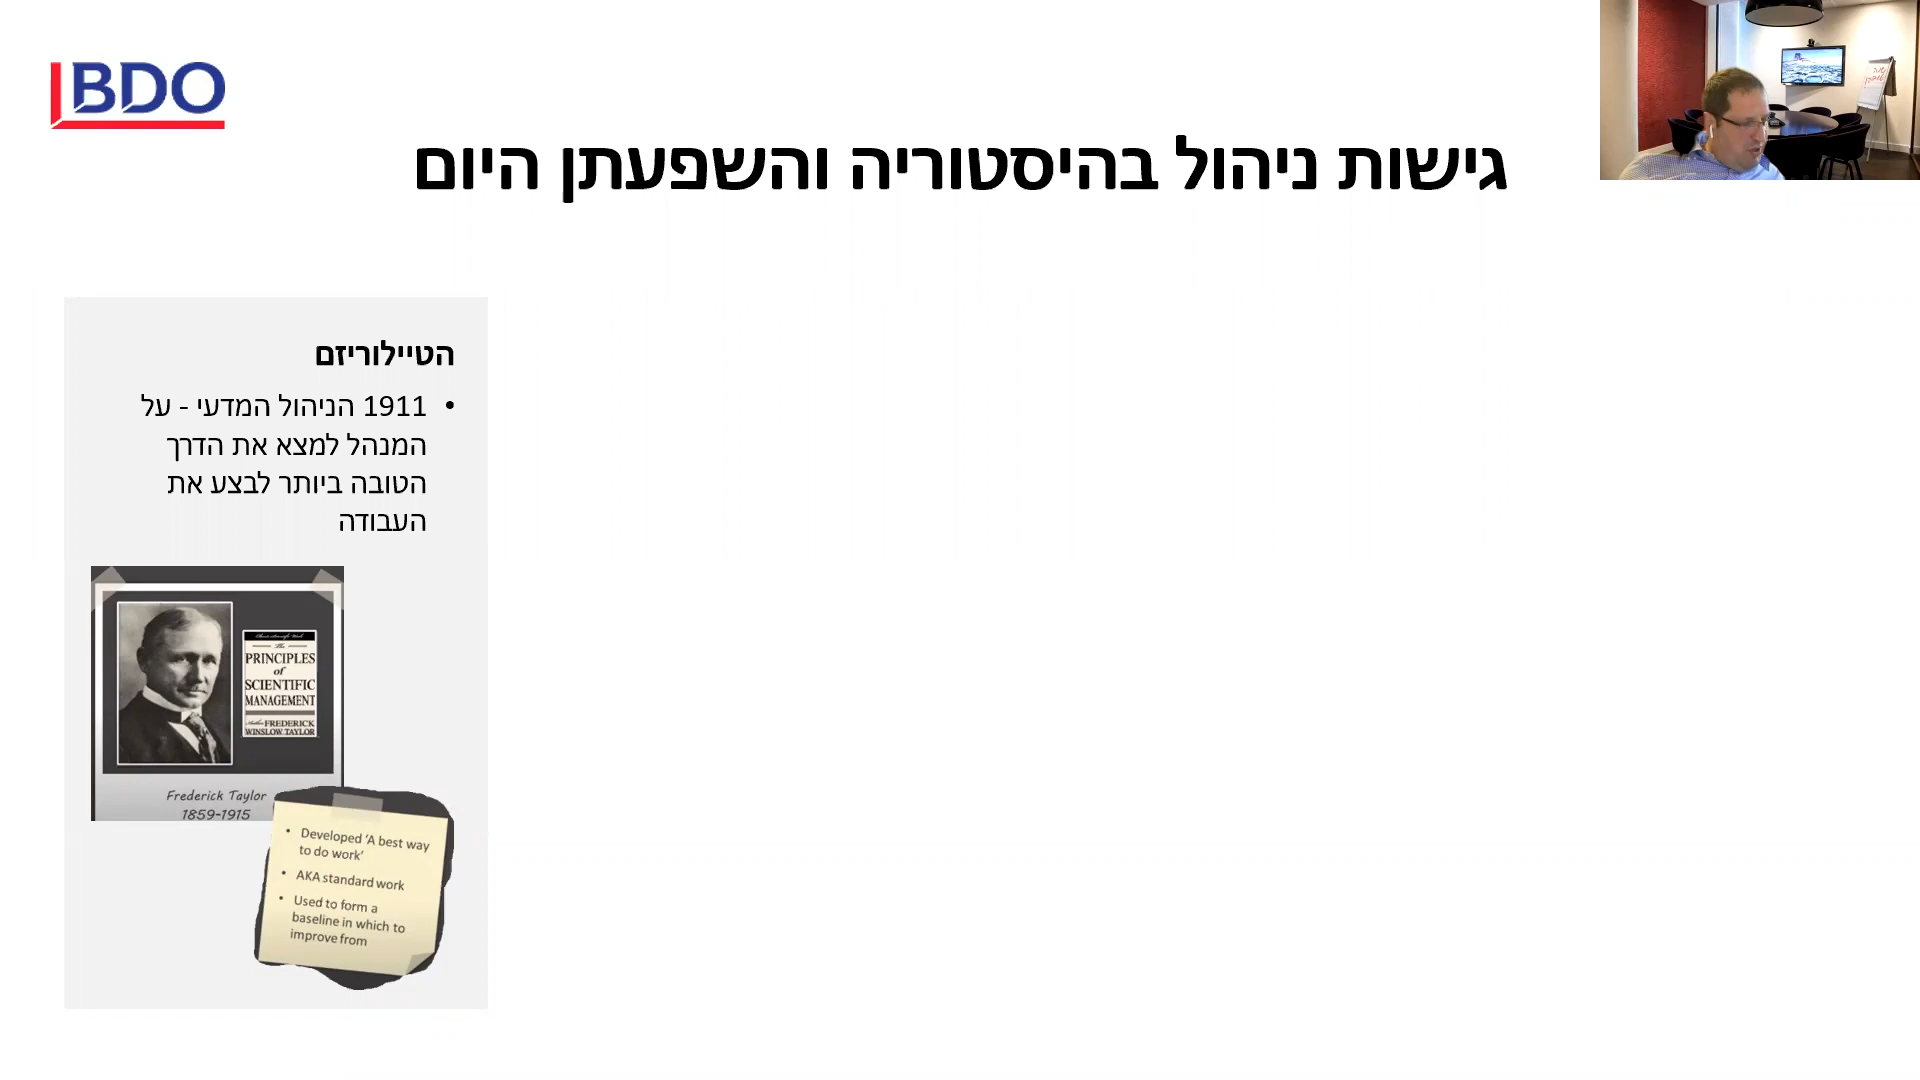 BDO
גישות ניהול בהיסטוריה והשפעתן היום
הטיילוריזם
• 1911 הניהול המדעי - על
המנהל למצא את הדרך
הטובה ביותר לבצע את
העבודה
The
PRINCIPLES
of
SCIENTIFIC
MANAGEMENT
FREDERICK
WINSLOW TAYLOR
Frederick Taylor
1859-1915
• Developed ‘A best way
to do work’
• AKA standard work
• Used to form a
baseline in which to
improve from